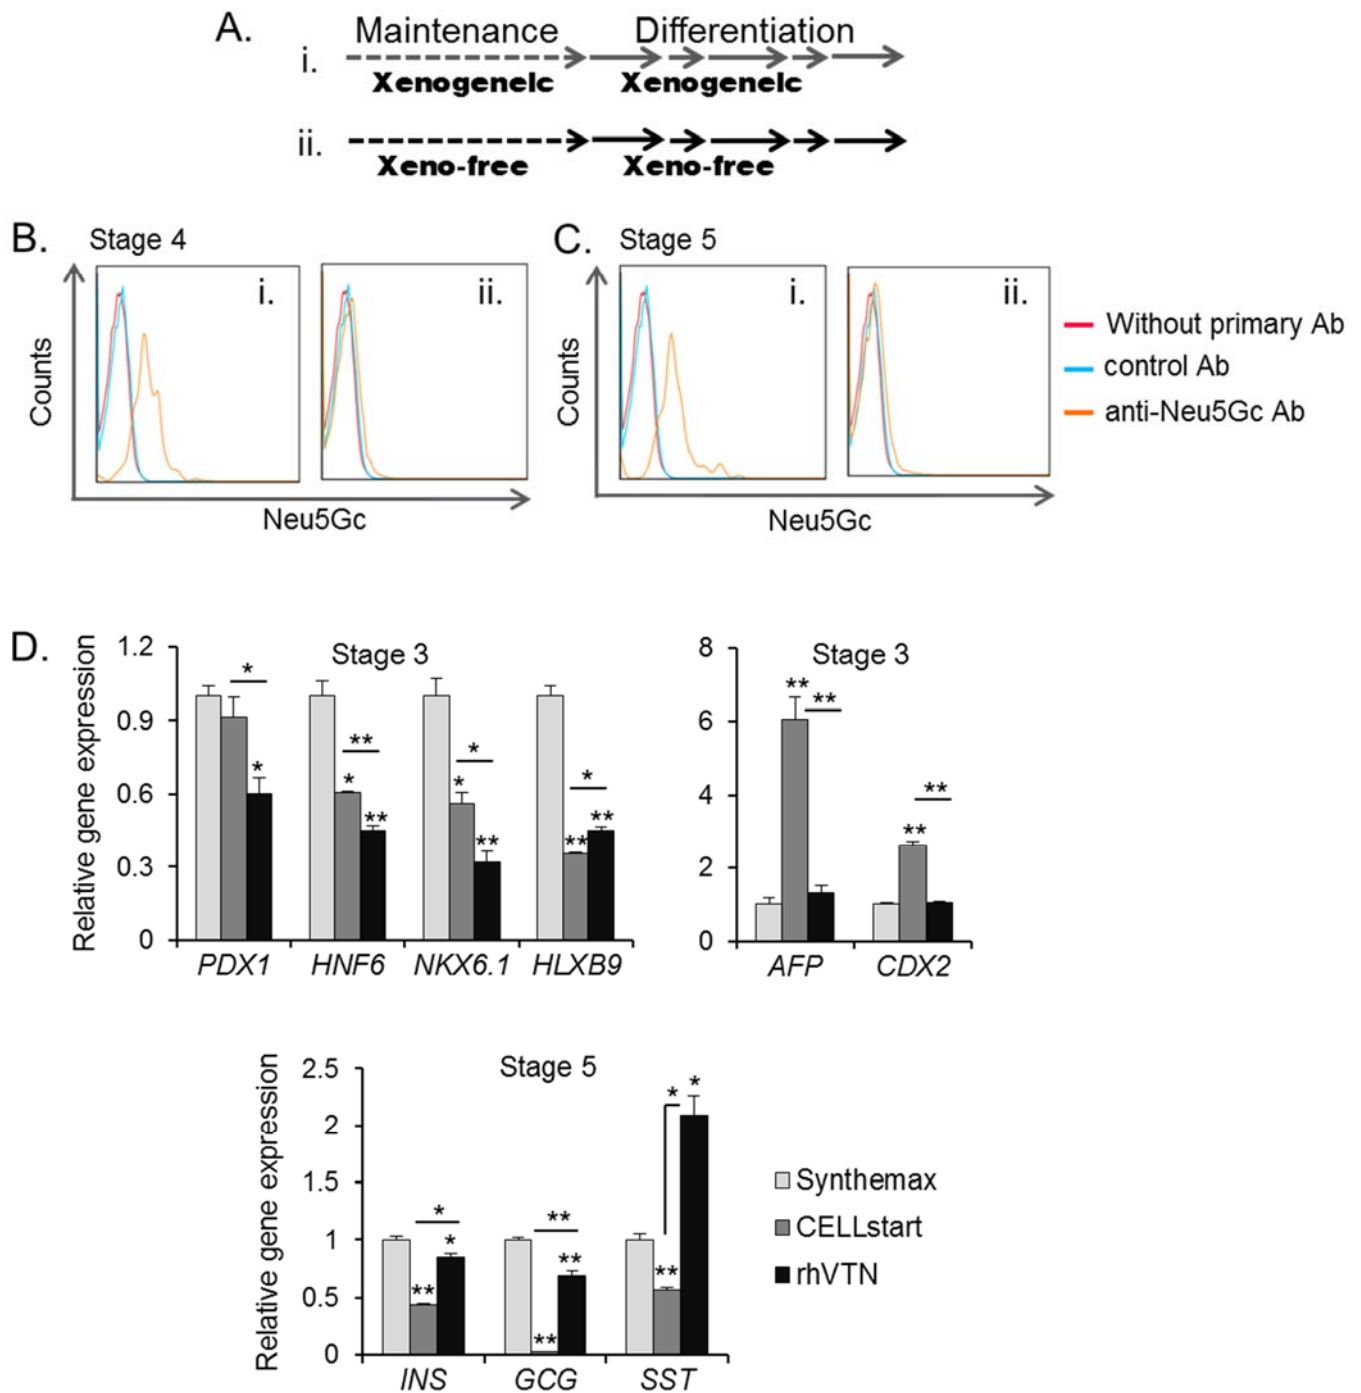 A.
Maintenance Differentiation
i.
Xenogeneic Xenogeneic
ii.
Xeno-free Xeno-free
B. Stage 4
i. ii.
Counts
Neu5Gc
C. Stage 5
i. ii.
Counts
Neu5Gc
Without primary Ab
control Ab
anti-Neu5Gc Ab
D.
Relative gene expression
Stage 3
1.2
0.9
0.6
0.3
0
* * ** * ** * * ** * ** **
PDX1 HNF6 NKX6.1 HLXB9
Stage 3
8
6
4
2
0
** ** ** **
AFP CDX2
Relative gene expression
Stage 5
2.5
2
1.5
1
0.5
0
* * ** ** ** ** * * **
INS GCG SST
Synthemax
CELLstart
rhVTN